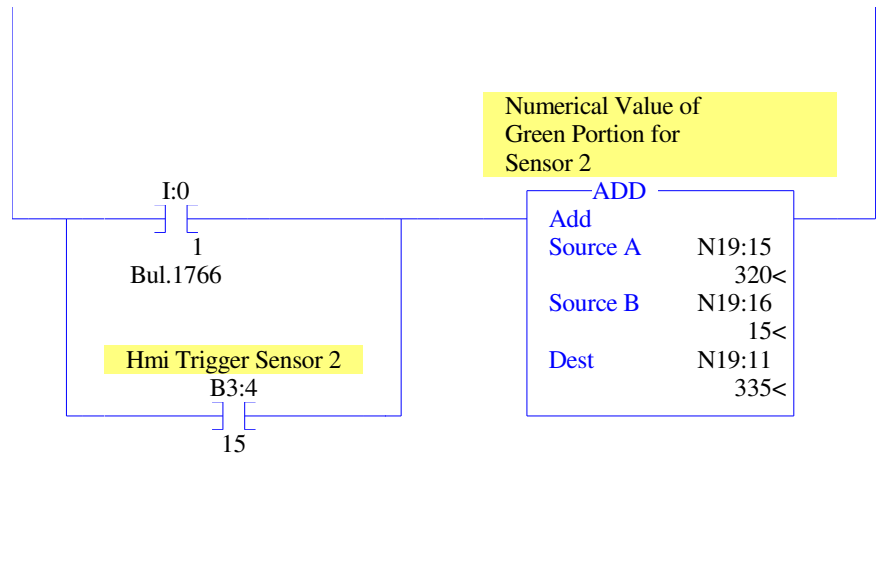 Numerical Value of
Green Portion for
Sensor 2
I:0
1
Bul.1766
Hmi Trigger Sensor 2
B3:4
15
ADD
Add
Source A N19:15
320<
Source B N19:16
15<
Dest N19:11
335<